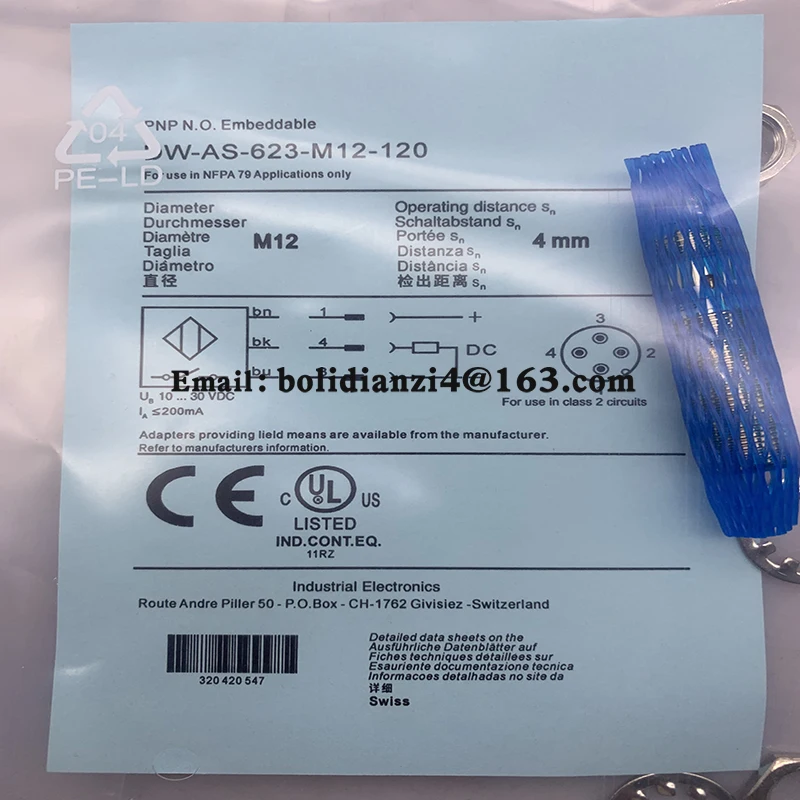 PNP N.O. Embeddable
DW-AS-623-M12-120
For use in NFPA 79 Applications only
04
PE-LD
Diameter
Durchmesser
Diamètre
Taglia
Diámetro
直径
M12
Operating distance sn
Schaltabstand sn
Portée sn
Distanza sn
Distância sn
检出距离 sn
4 mm
bn 1 +
bk 4 DC
bu
3
4 2
UB 10 ... 30 VDC
IA ≤200mA
For use in class 2 circuits
Email: bofidianzi4@163.com
Adapters providing lield means are available from the manufacturer.
Refer to manufacturers information.
CE
C UL US
LISTED
IND.CONT.EQ.
11RZ
Industrial Electronics
Route Andre Piller 50 - P.O.Box - CH-1762 Givisiez -Switzerland
320 420 547
Detailed data sheets on the
Ausführliche Datenblätter auf
Fiches techniques détaillees sur
Esauriente documentazione tecnica
Informacoes detalhadas no site da
详细
Swiss